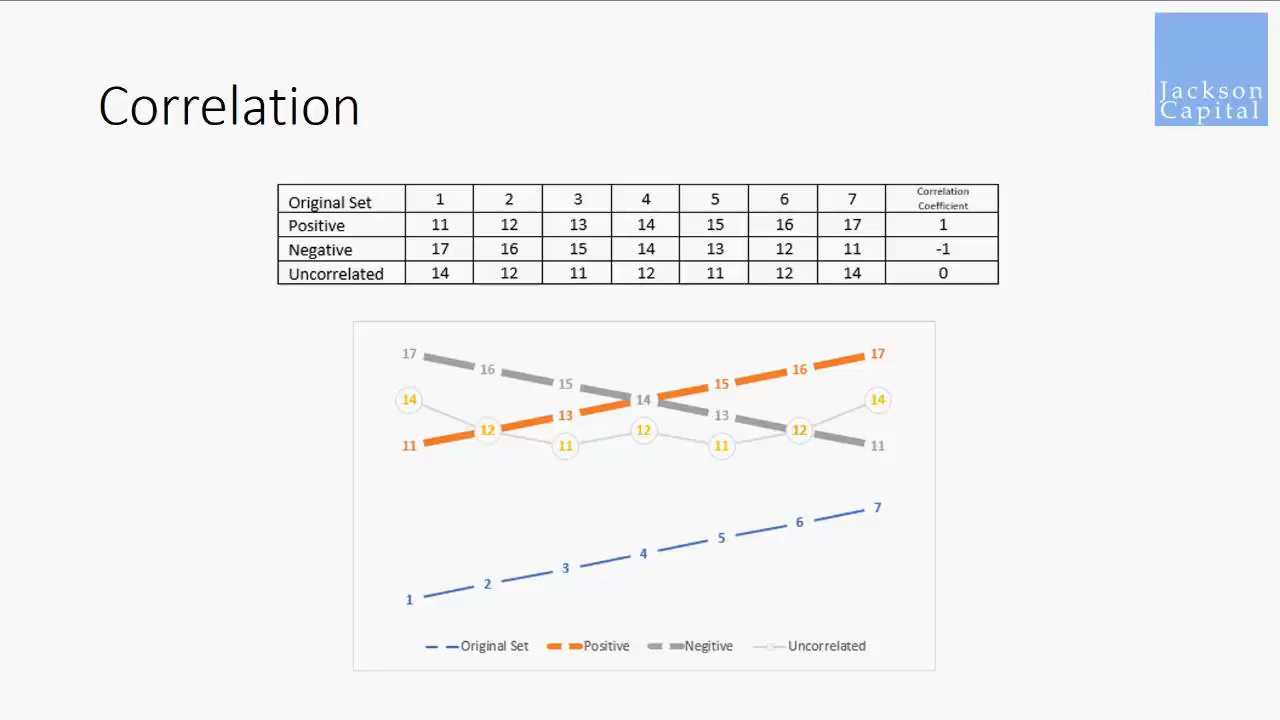 Jackson
Capital
Correlation
Original Set 1 2 3 4 5 6 7 Correlation Coefficient
Positive 11 12 13 14 15 16 17 1
Negative 17 16 15 14 13 12 11 -1
Uncorrelated 14 12 11 12 11 12 14 0
17 17
16 16
15 15
14 14 14
13 13
12 12 12
11 11 11 11
7
6
5
4
3
2
1
Original Set Positive Negitive Uncorrelated